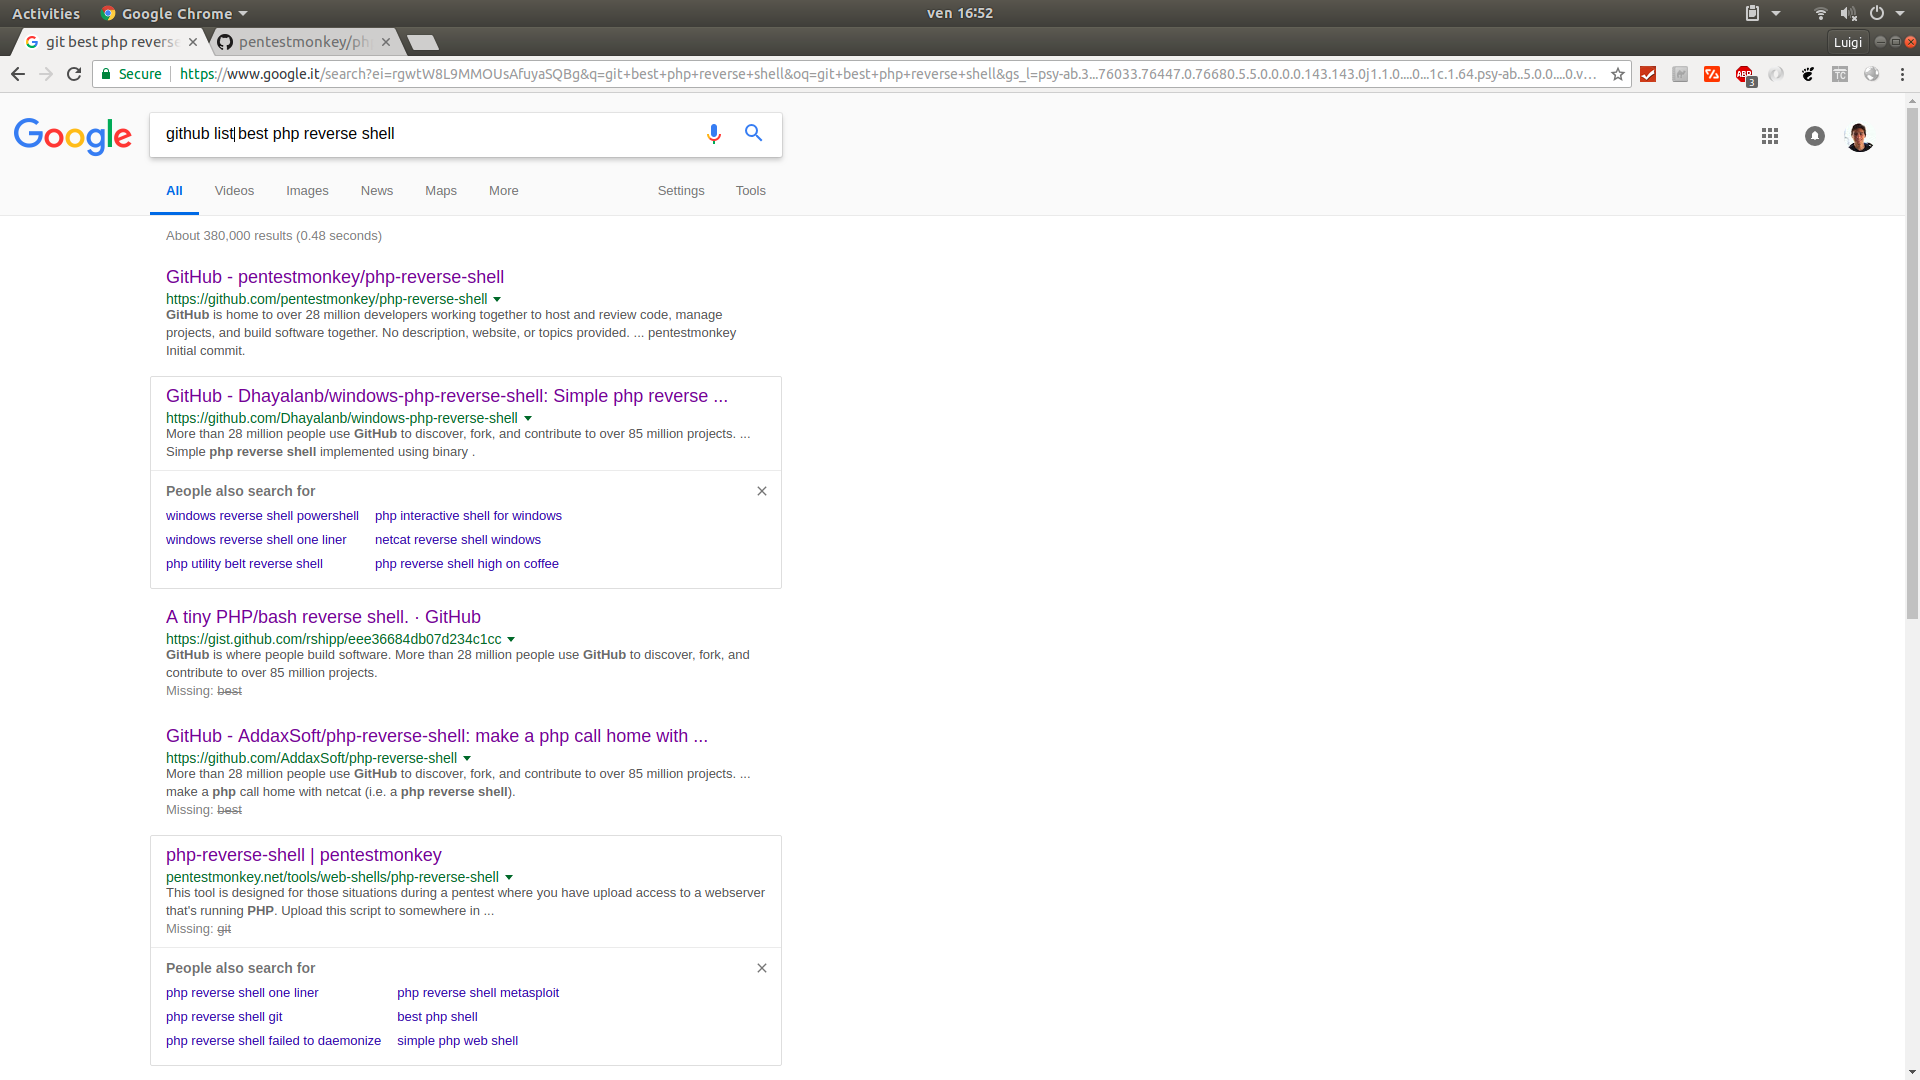 Activities Google Chrome ven 16:52
git best php reverse pentestmonkey/php Luigi
Secure https://www.google.it/search?ei=rgwtW8L9MMOUsAfuyaSQBg&q=git+best+php+reverse+shell&oq=git+best+php+reverse+shell&gs_l=psy-ab.3...76033.76447.0.76680.5.5.0.0.0.0.143.143.0j1.1.0....0...1c.1.64.psy-ab..5.0.0....0.v… ABP 3 TC
Google github list best php reverse shell
All Videos Images News Maps More Settings Tools
About 380,000 results (0.48 seconds)
GitHub - pentestmonkey/php-reverse-shell
https://github.com/pentestmonkey/php-reverse-shell
GitHub is home to over 28 million developers working together to host and review code, manage
projects, and build software together. No description, website, or topics provided. ... pentestmonkey
Initial commit.
GitHub - Dhayalanb/windows-php-reverse-shell: Simple php reverse ...
https://github.com/Dhayalanb/windows-php-reverse-shell
More than 28 million people use GitHub to discover, fork, and contribute to over 85 million projects. ...
Simple php reverse shell implemented using binary .
People also search for
windows reverse shell powershell php interactive shell for windows
windows reverse shell one liner netcat reverse shell windows
php utility belt reverse shell php reverse shell high on coffee
A tiny PHP/bash reverse shell. · GitHub
https://gist.github.com/rshipp/eee36684db07d234c1cc
GitHub is where people build software. More than 28 million people use GitHub to discover, fork, and
contribute to over 85 million projects.
Missing: best
GitHub - AddaxSoft/php-reverse-shell: make a php call home with ...
https://github.com/AddaxSoft/php-reverse-shell
More than 28 million people use GitHub to discover, fork, and contribute to over 85 million projects. ...
make a php call home with netcat (i.e. a php reverse shell).
Missing: best
php-reverse-shell | pentestmonkey
pentestmonkey.net/tools/web-shells/php-reverse-shell
This tool is designed for those situations during a pentest where you have upload access to a webserver
that's running PHP. Upload this script to somewhere in ...
Missing: git
People also search for
php reverse shell one liner php reverse shell metasploit
php reverse shell git best php shell
php reverse shell failed to daemonize simple php web shell